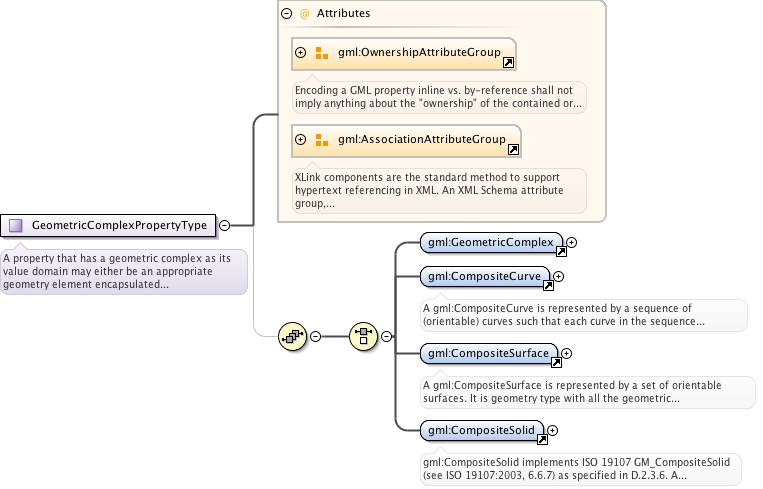 @ Attributes
gml:OwnershipAttributeGroup
Encoding a GML property inline vs. by-reference shall not
imply anything about the "ownership" of the contained or...
gml:AssociationAttributeGroup
XLink components are the standard method to support
hypertext referencing in XML. An XML Schema attribute
group,...
GeometricComplexPropertyType
A property that has a geometric complex as its
value domain may either be an appropriate
geometry element encapsulated...
gml:GeometricComplex
gml:CompositeCurve
A gml:CompositeCurve is represented by a sequence of
(orientable) curves such that each curve in the sequence...
gml:CompositeSurface
A gml:CompositeSurface is represented by a set of orientable
surfaces. It is geometry type with all the geometric...
gml:CompositeSolid
gml:CompositeSolid implements ISO 19107 GM_CompositeSolid
(see ISO 19107:2003, 6.6.7) as specified in D.2.3.6. A...